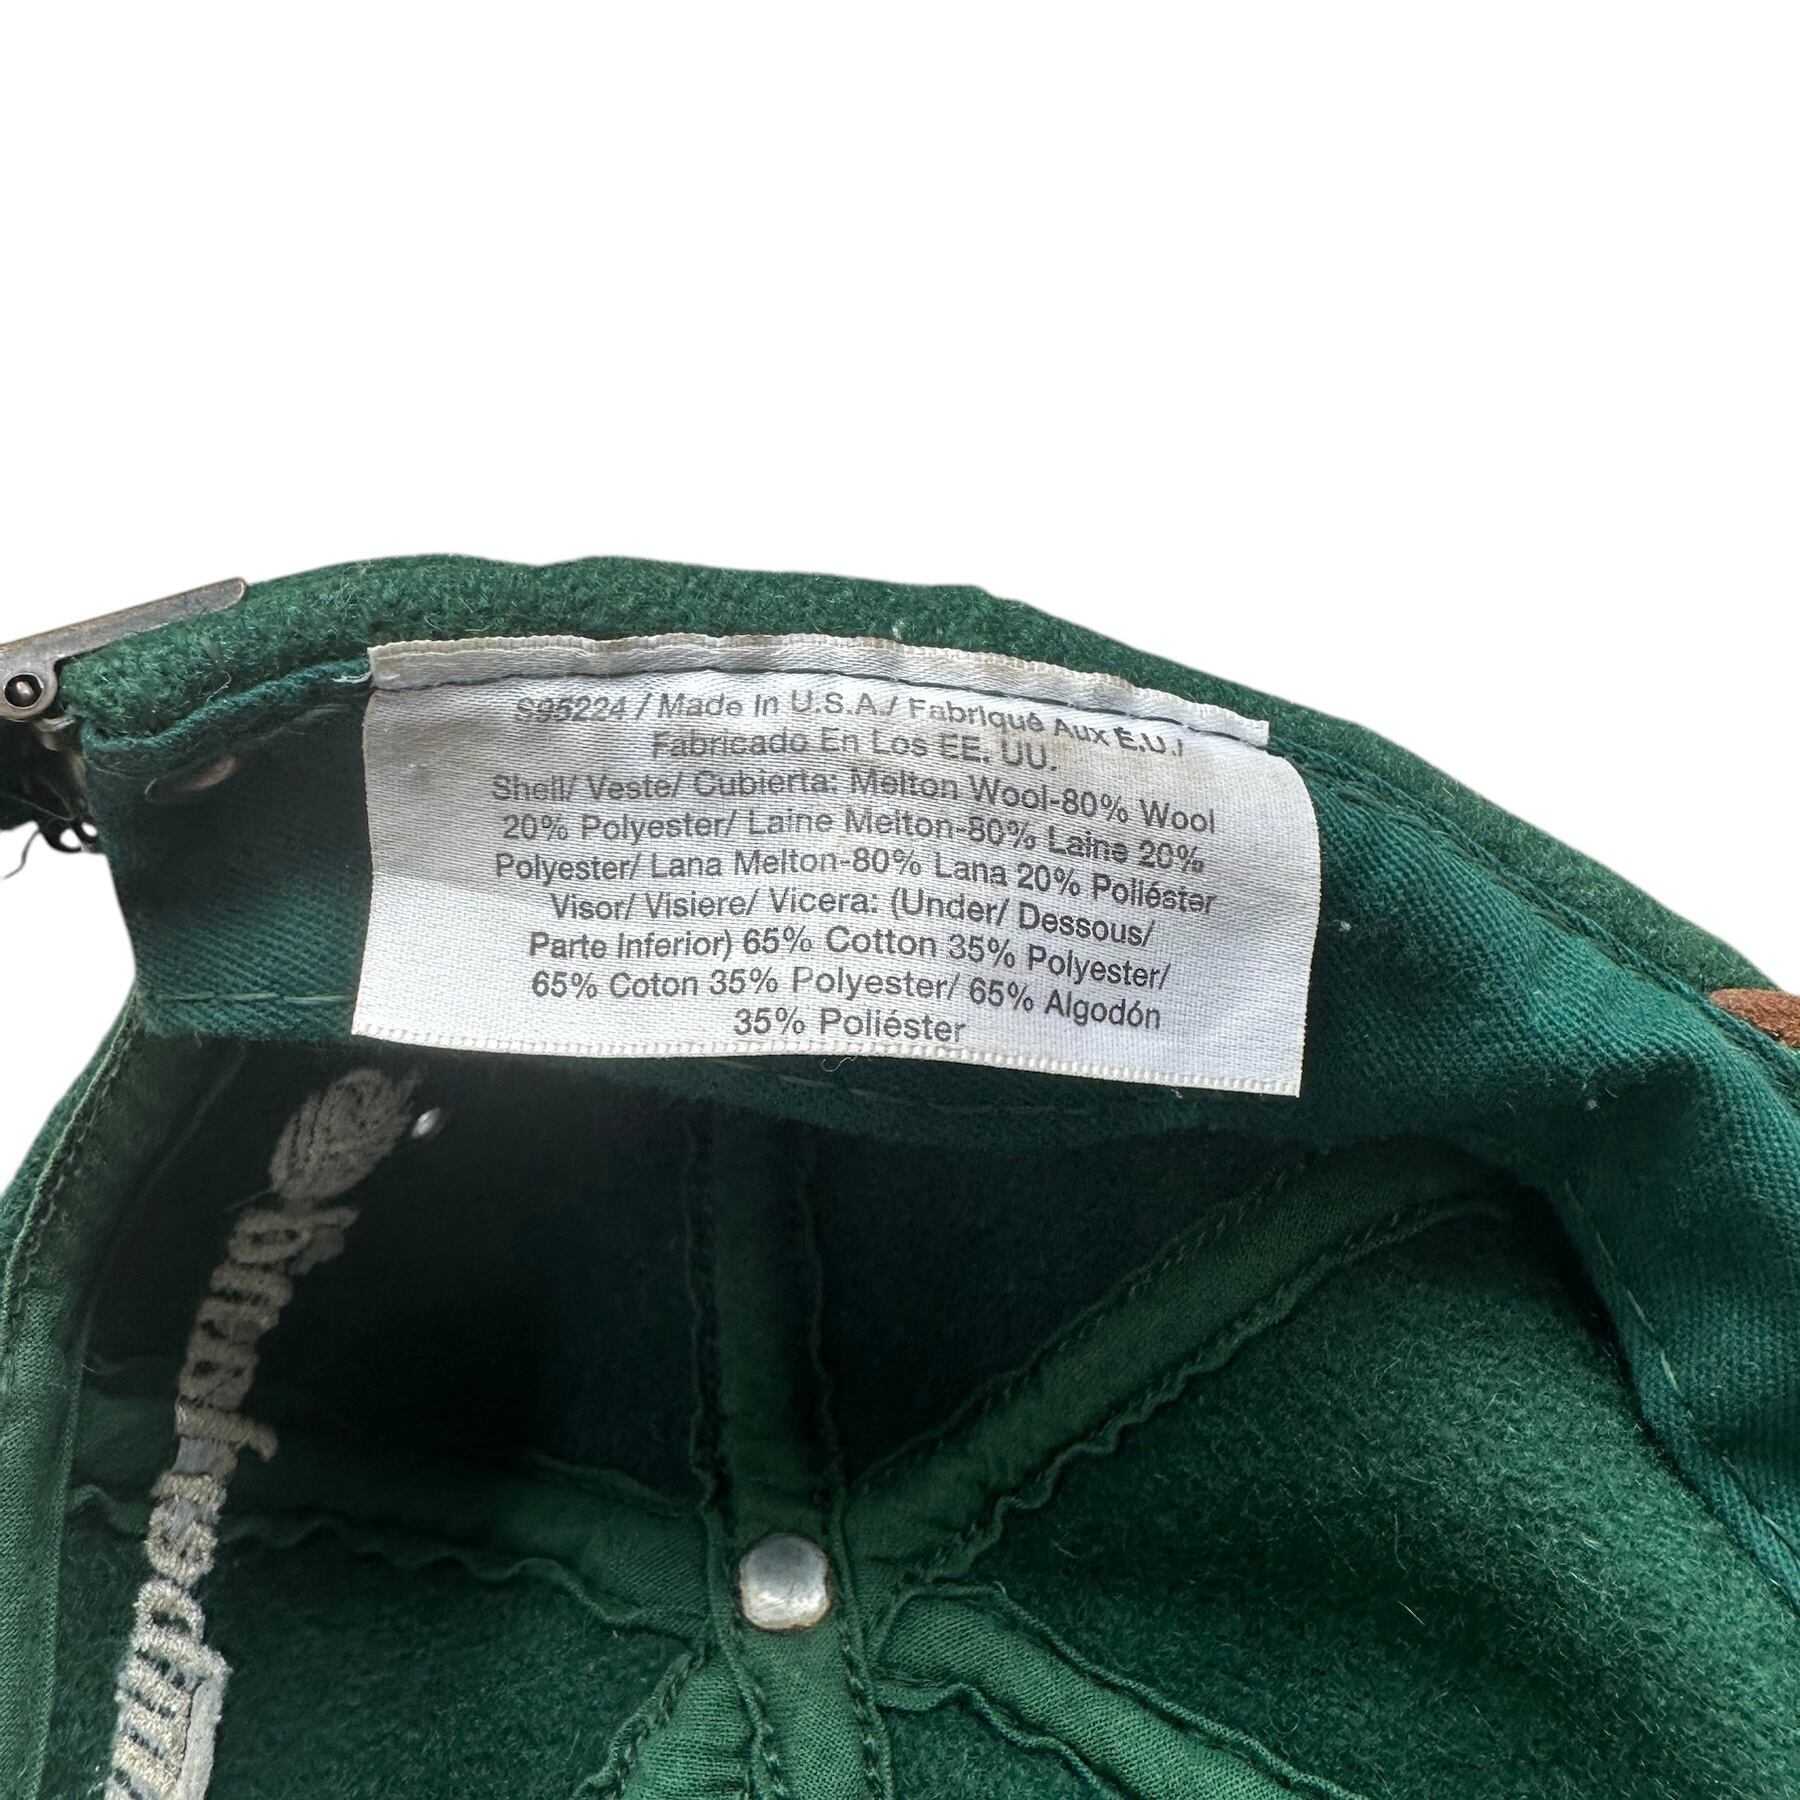 S95224 / Made In U.S.A./ Fabriqué Aux É.U./
Fabricado En Los EE. UU.
Shell/ Veste/ Cubierta: Melton Wool-80% Wool
20% Polyester/ Laine Melton-80% Laine 20%
Polyester/ Lana Melton-80% Lana 20% Poliéster
Visor/ Visiere/ Vicera: (Under/ Dessous/
Parte Inferior) 65% Cotton 35% Polyester/
65% Coton 35% Polyester/ 65% Algodón
35% Poliéster